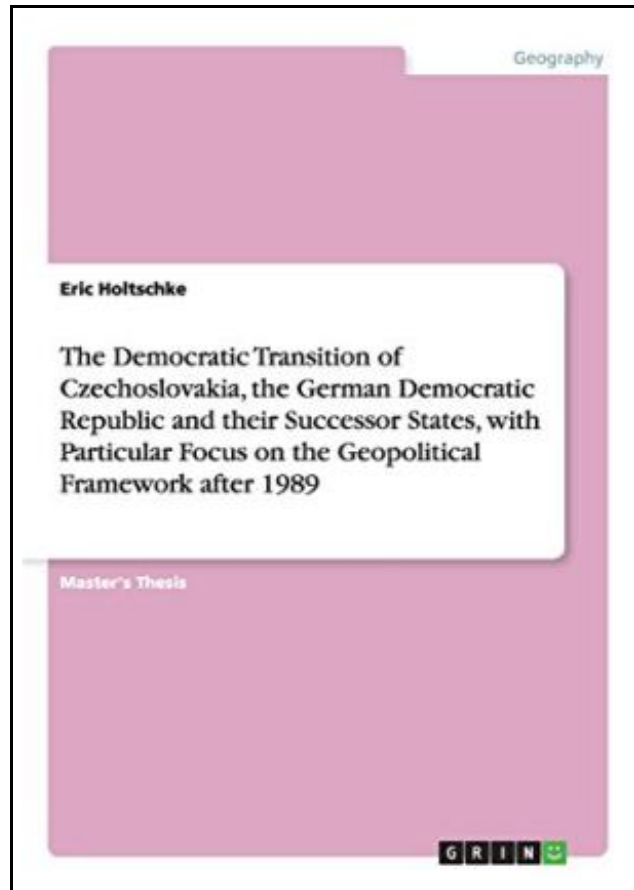 Geography
Eric Holtschke
The Democratic Transition of
Czechoslovakia, the German Democratic
Republic and their Successor States, with
Particular Focus on the Geopolitical
Framework after 1989
Master's Thesis
GRIN